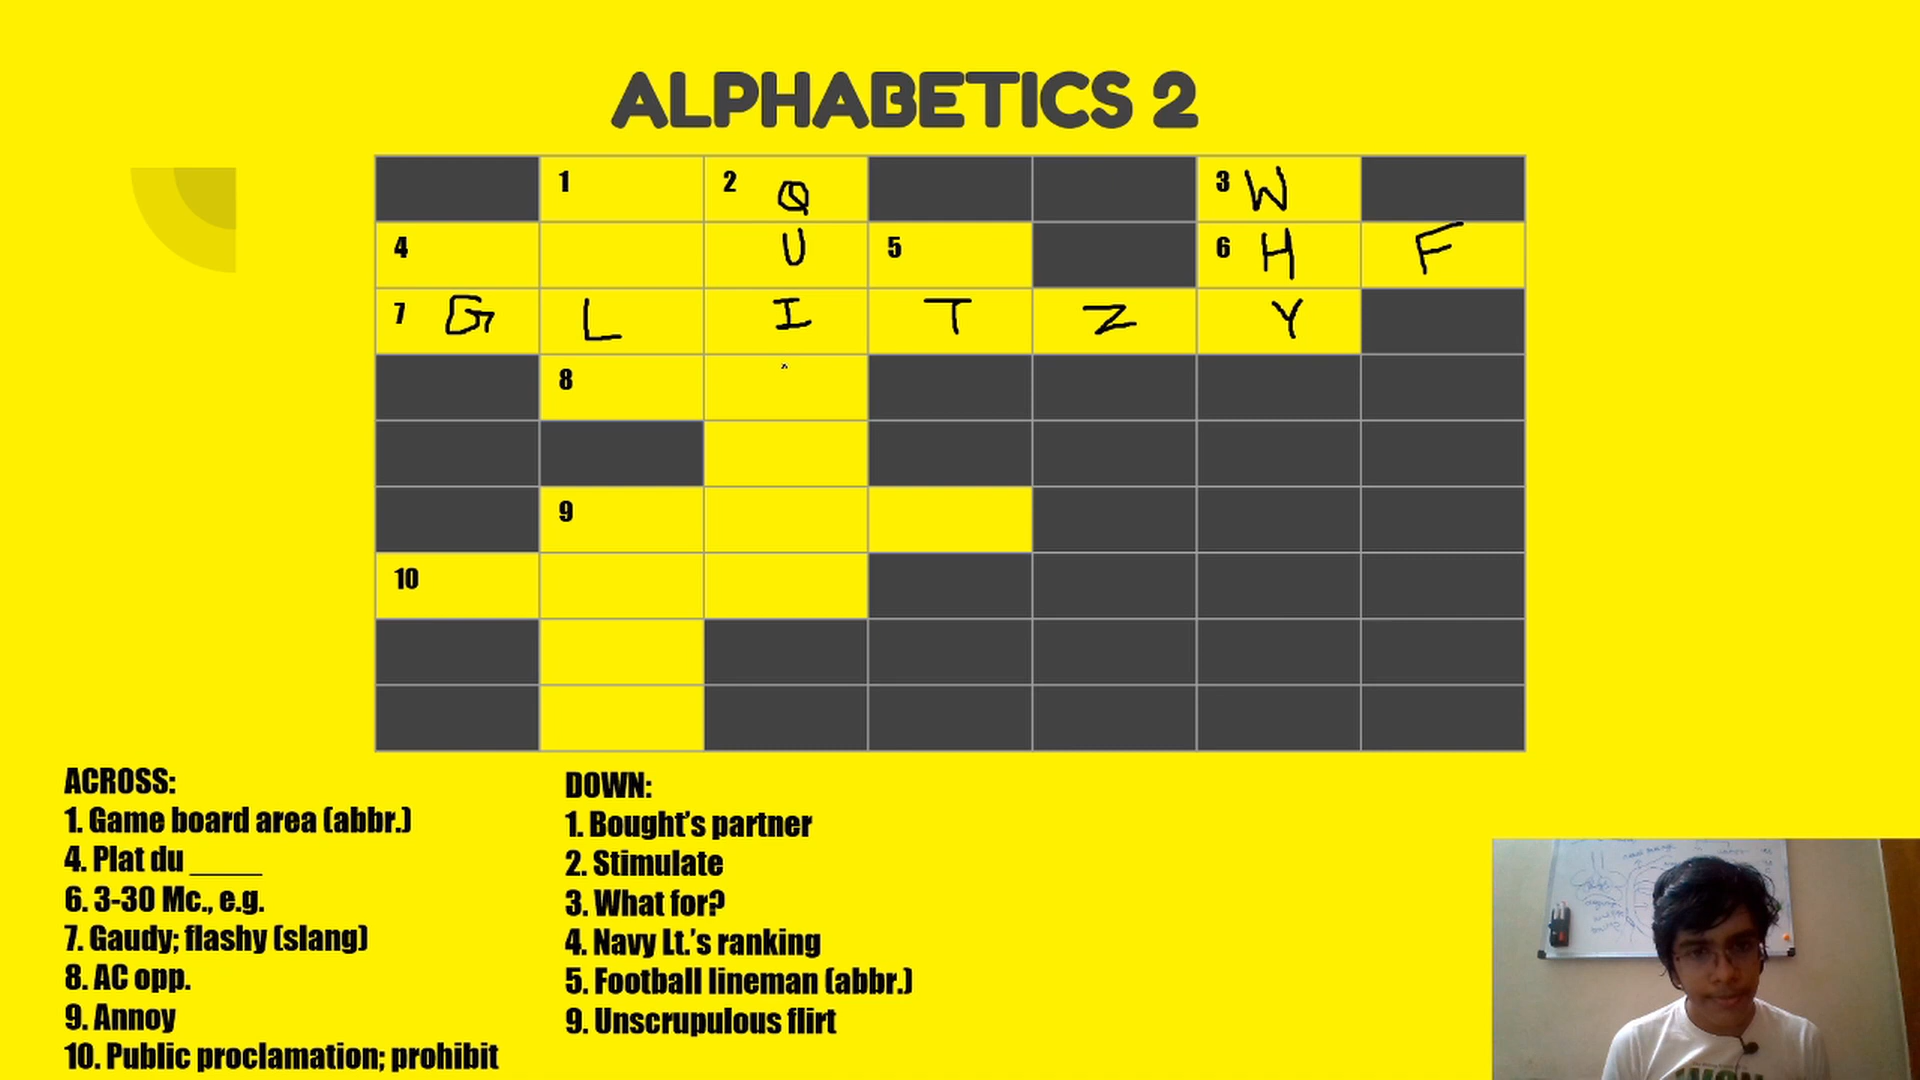 ALPHABETICS 2
1 2 Q 3 W
4 U 5 6 H F
7 G L I T Z Y
8
9
10
ACROSS:
1. Game board area (abbr.)
4. Plat du ____
6. 3-30 Mc., e.g.
7. Gaudy; flashy (slang)
8. AC opp.
9. Annoy
10. Public proclamation; prohibit
DOWN:
1. Bought's partner
2. Stimulate
3. What for?
4. Navy Lt.'s ranking
5. Football lineman (abbr.)
9. Unscrupulous flirt